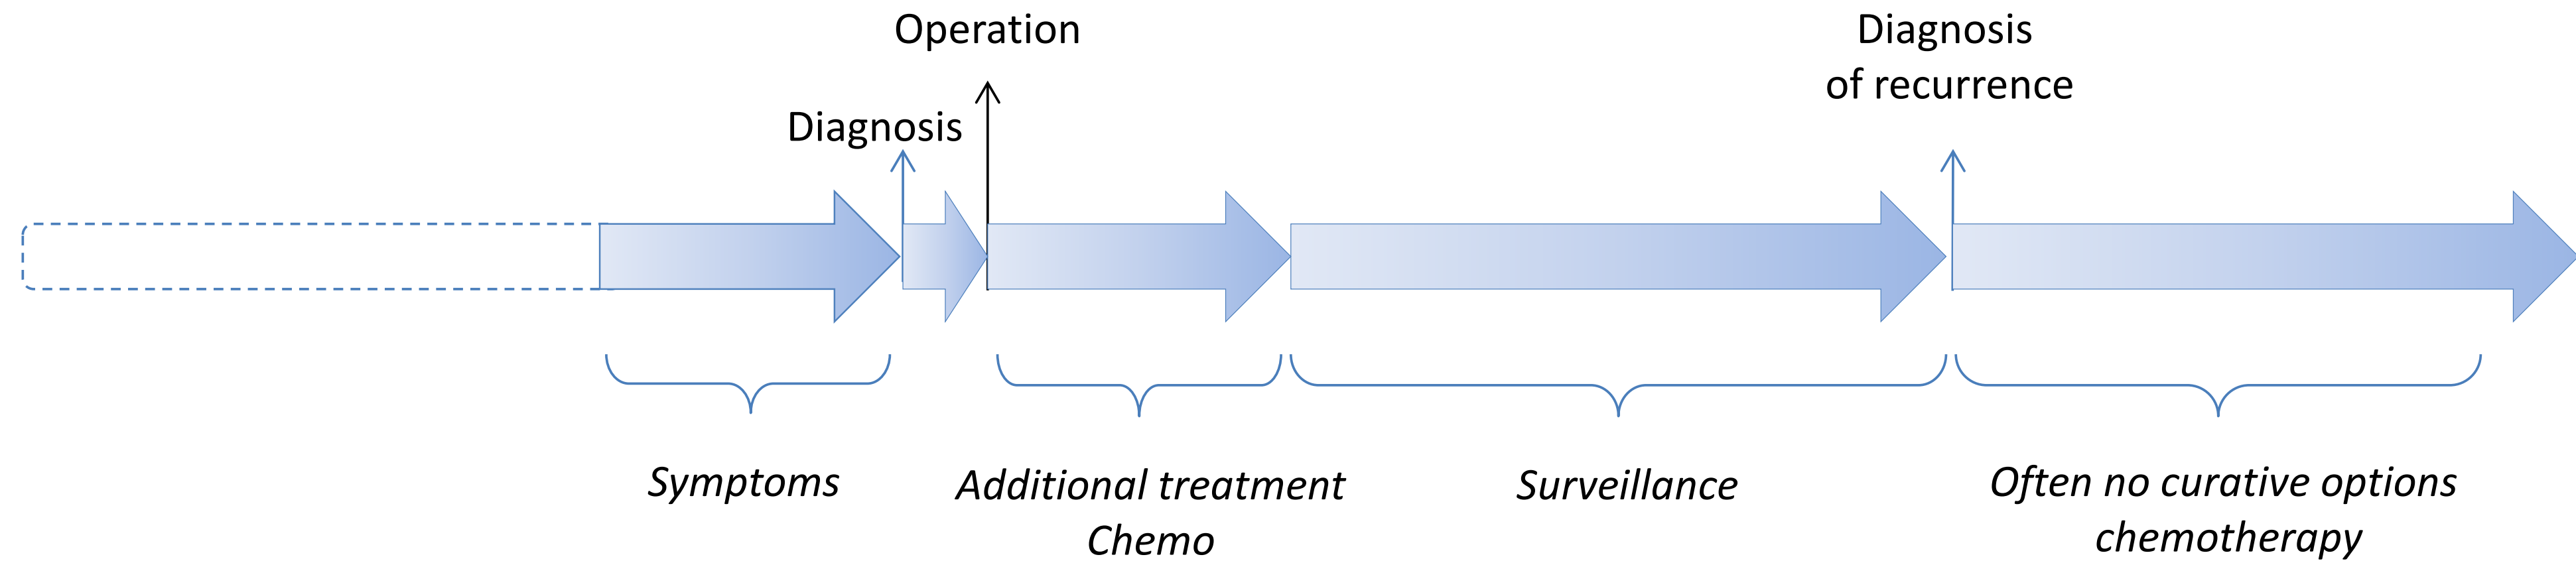 Operation
Diagnosis
of recurrence
Diagnosis
Symptoms
Additional treatment
Chemo
Surveillance
Often no curative options
chemotherapy